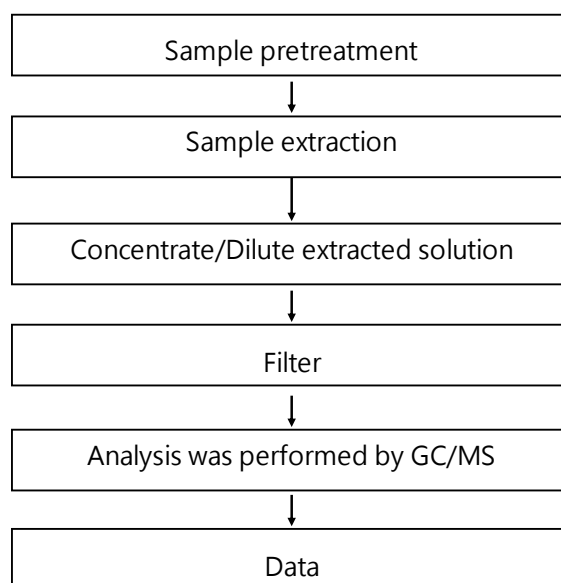 Sample pretreatment
Sample extraction
Concentrate/Dilute extracted solution
Filter
Analysis was performed by GC/MS
Data